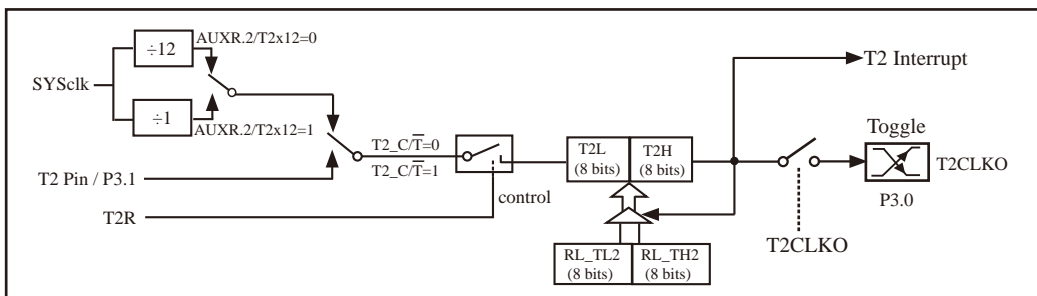 ÷12
AUXR.2/T2x12=0
SYSclk
÷1
AUXR.2/T2x12=1
T2 Pin / P3.1
T2R
T2_C/T̅=0
T2_C/T̅=1
control
T2L
(8 bits)
T2H
(8 bits)
RL_TL2
(8 bits)
RL_TH2
(8 bits)
T2 Interrupt
Toggle
T2CLKO
P3.0
T2CLKO